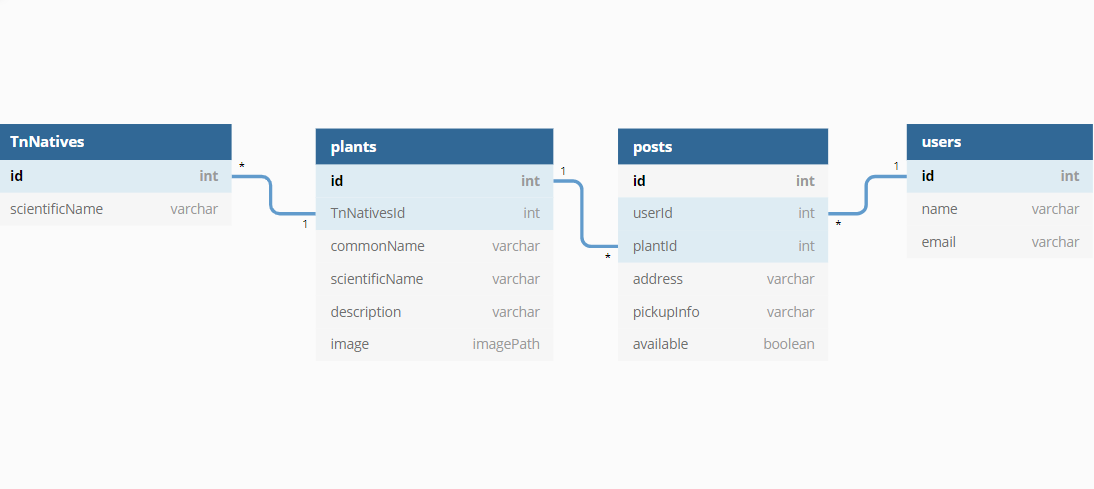 TnNatives
id int
scientificName varchar
*
1
plants
id int
TnNativesId int
commonName varchar
scientificName varchar
description varchar
image imagePath
1
*
posts
id int
userId int
plantId int
address varchar
pickupInfo varchar
available boolean
*
1
users
id int
name varchar
email varchar